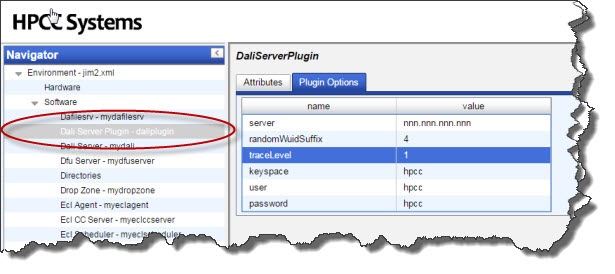 HPCC Systems
Navigator
Environment - jim2.xml
Hardware
Software
Dafilesrv - mydafilesrv
Dali Server Plugin - daliplugin
Dali Server - mydali
Dfu Server - mydfuserver
Directories
Drop Zone - mydropzone
Ecl Agent - myeclagent
Ecl CC Server - myeclccserver
Ecl Scheduler -
DaliServerPlugin
Attributes
Plugin Options
name value
server nnn.nnn.nnn.nnn
randomWuidSuffix 4
traceLevel 1
keyspace hpcc
user hpcc
password hpcc